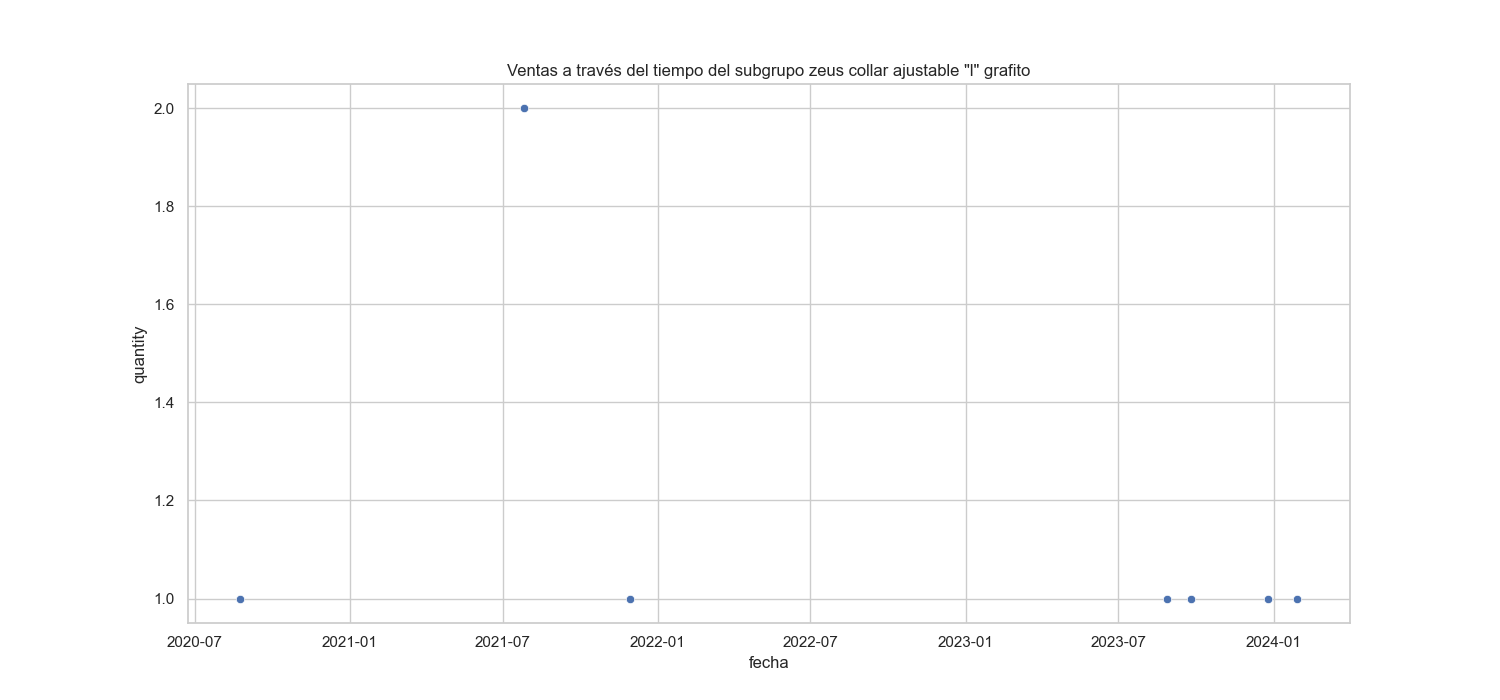 Ventas a través del tiempo del subgrupo zeus collar ajustable "l" grafito
2.0
1.8
1.6
1.4
1.2
1.0
quantity
2020-07 2021-01 2021-07 2022-01 2022-07 2023-01 2023-07 2024-01
fecha